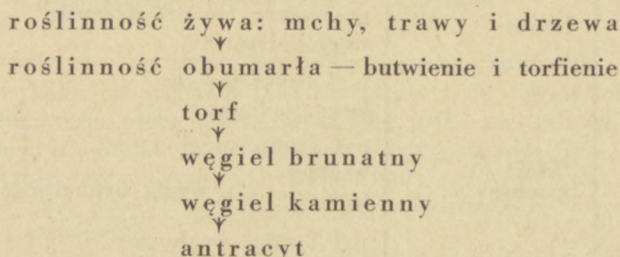 roślinność żywa: mchy, trawy i drzewa
roślinność obumarła — butwienie i torfienie
torf
węgiel brunatny
węgiel kamienny
antracyt